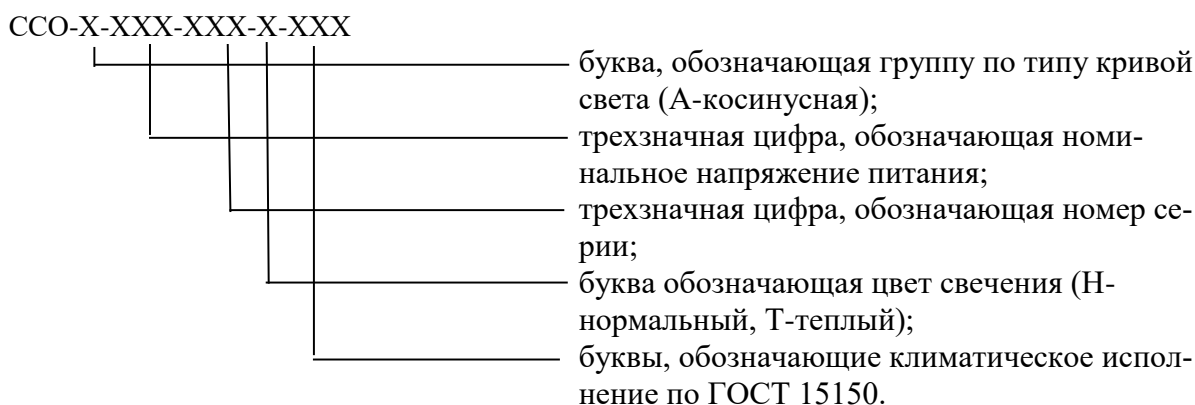 ССО-Х-ХХХ-ХХХ-Х-ХХХ
буква, обозначающая группу по типу кривой
света (А-косинусная);
трехзначная цифра, обозначающая номи-
нальное напряжение питания;
трехзначная цифра, обозначающая номер се-
рии;
буква обозначающая цвет свечения (Н-
нормальный, Т-теплый);
буквы, обозначающие климатическое испол-
нение по ГОСТ 15150.